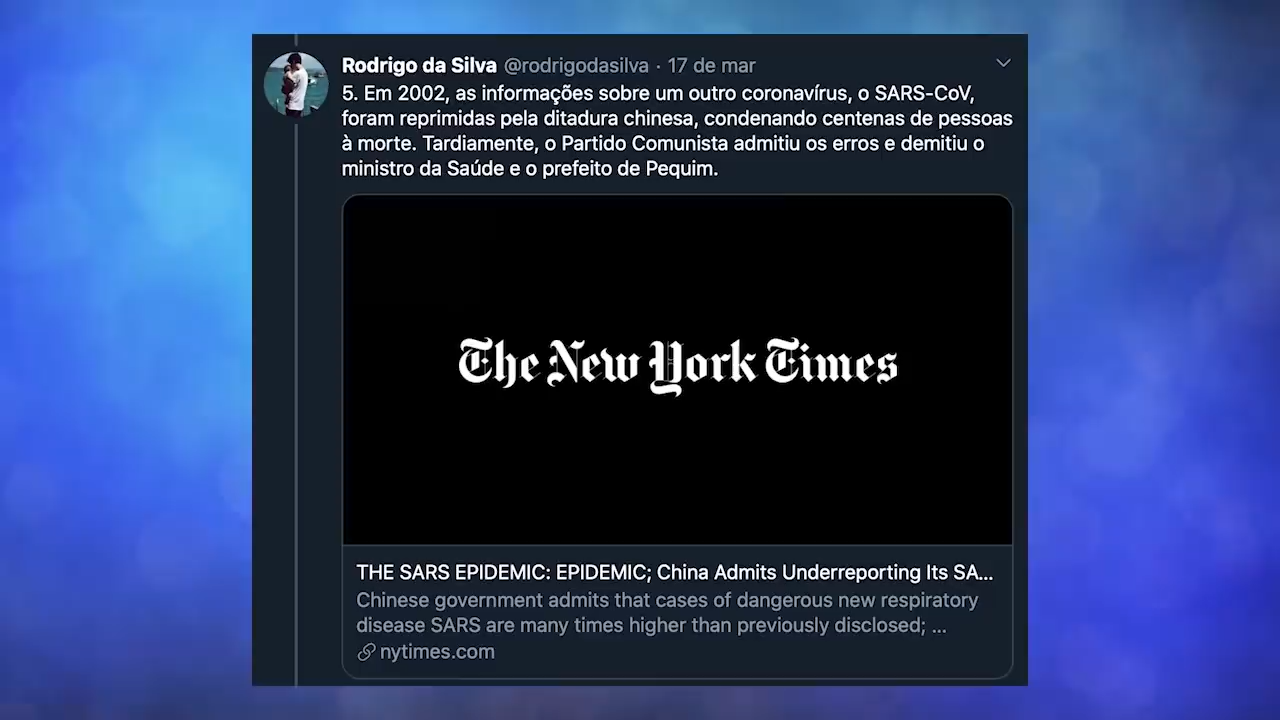 Rodrigo da Silva @rodrigodasilva · 17 de mar
5. Em 2002, as informações sobre um outro coronavírus, o SARS-CoV,
foram reprimidas pela ditadura chinesa, condenando centenas de pessoas
à morte. Tardiamente, o Partido Comunista admitiu os erros e demitiu o
ministro da Saúde e o prefeito de Pequim.
The New York Times
THE SARS EPIDEMIC: EPIDEMIC; China Admits Underreporting Its SA...
Chinese government admits that cases of dangerous new respiratory
disease SARS are many times higher than previously disclosed; ...
nytimes.com